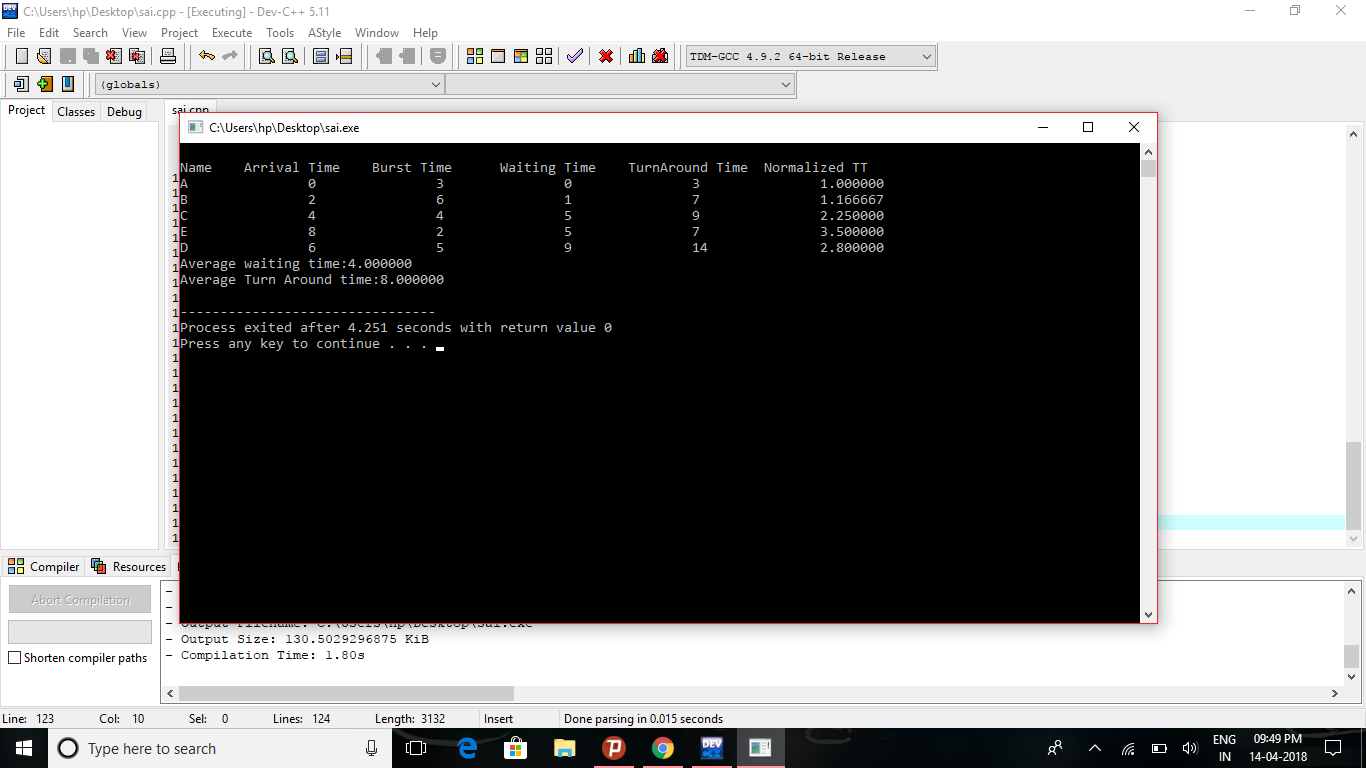 C:\Users\hp\Desktop\sai.cpp - [Executing] - Dev-C++ 5.11
File Edit Search View Project Execute Tools AStyle Window Help
TDM-GCC 4.9.2 64-bit Release
(globals)
Project Classes Debug sai.cpp
C:\Users\hp\Desktop\sai.exe
Name Arrival Time Burst Time Waiting Time TurnAround Time Normalized TT
A 0 3 0 3 1.000000
B 2 6 1 7 1.166667
C 4 4 5 9 2.250000
E 8 2 5 7 3.500000
D 6 5 9 14 2.800000
Average waiting time:4.000000
Average Turn Around time:8.000000
--------------------------------
Process exited after 4.251 seconds with return value 0
Press any key to continue . . .
Compiler Resources
Abort Compilation
- Output Filename: C:\Users\hp\Desktop\sai.exe
- Output Size: 130.5029296875 KiB
- Compilation Time: 1.80s
Shorten compiler paths
Line: 123 Col: 10 Sel: 0 Lines: 124 Length: 3132 Insert Done parsing in 0.015 seconds
Type here to search
DEV
ENG 09:49 PM
IN 14-04-2018